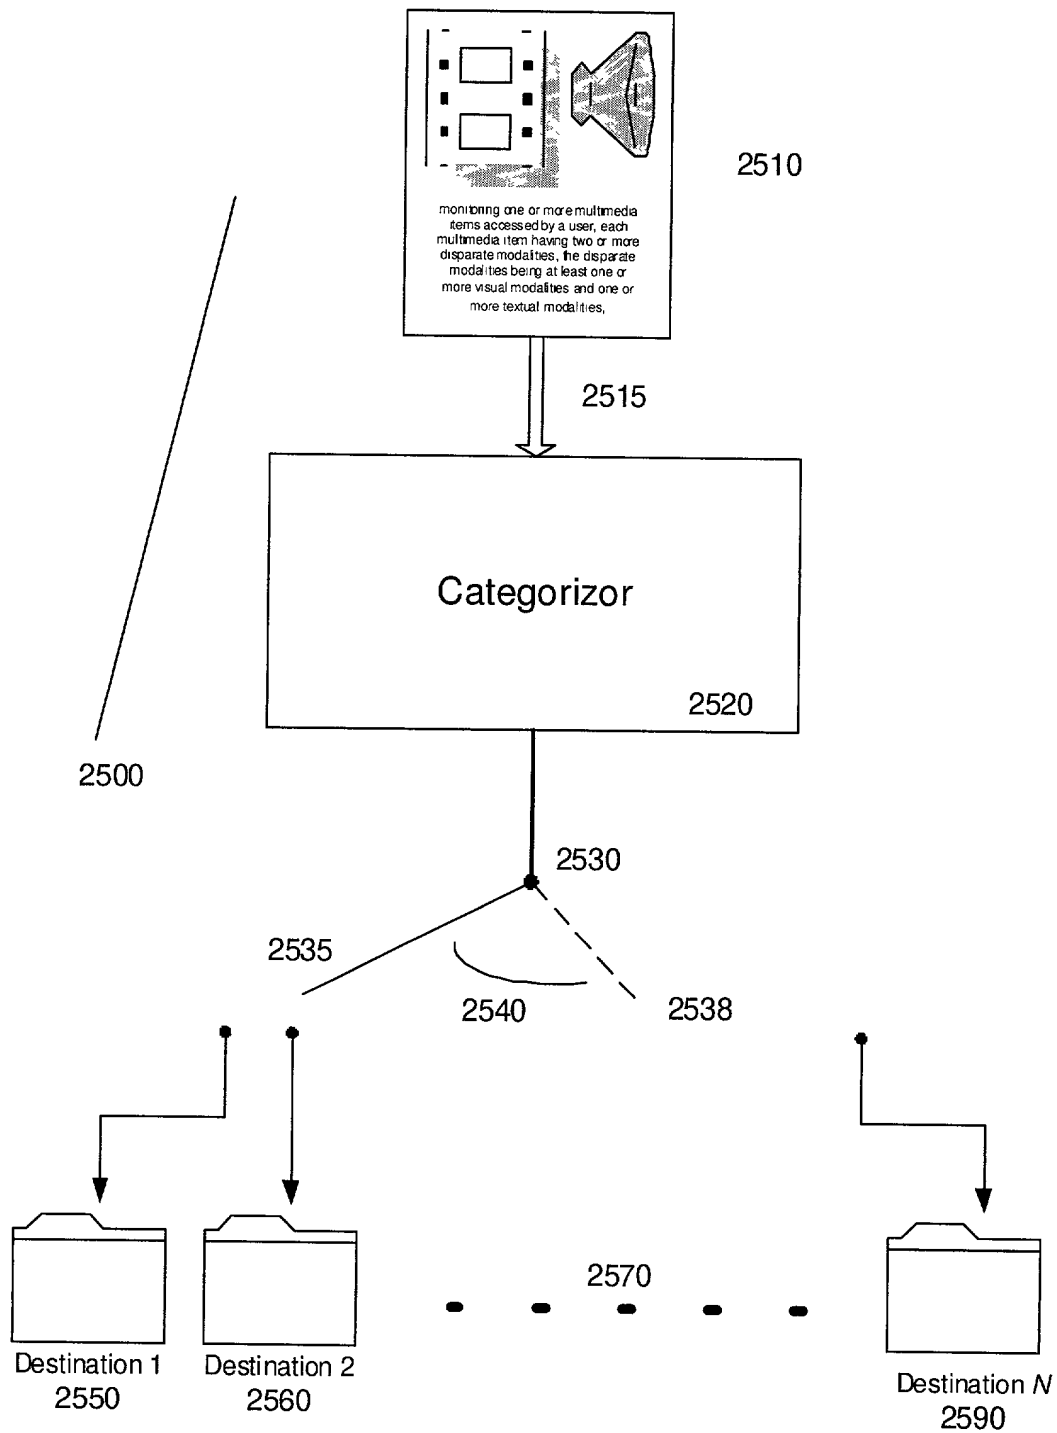 2510
monitoring one or more multimedia
items accessed by a user, each
multimedia item having two or more
disparate modalities, the disparate
modalities being at least one or
more visual modalities and one or
more textual modalities,
2515
Categorizor
2520
2500
2530
2535
2540
2538
2570
Destination 1
2550
Destination 2
2560
Destination N
2590